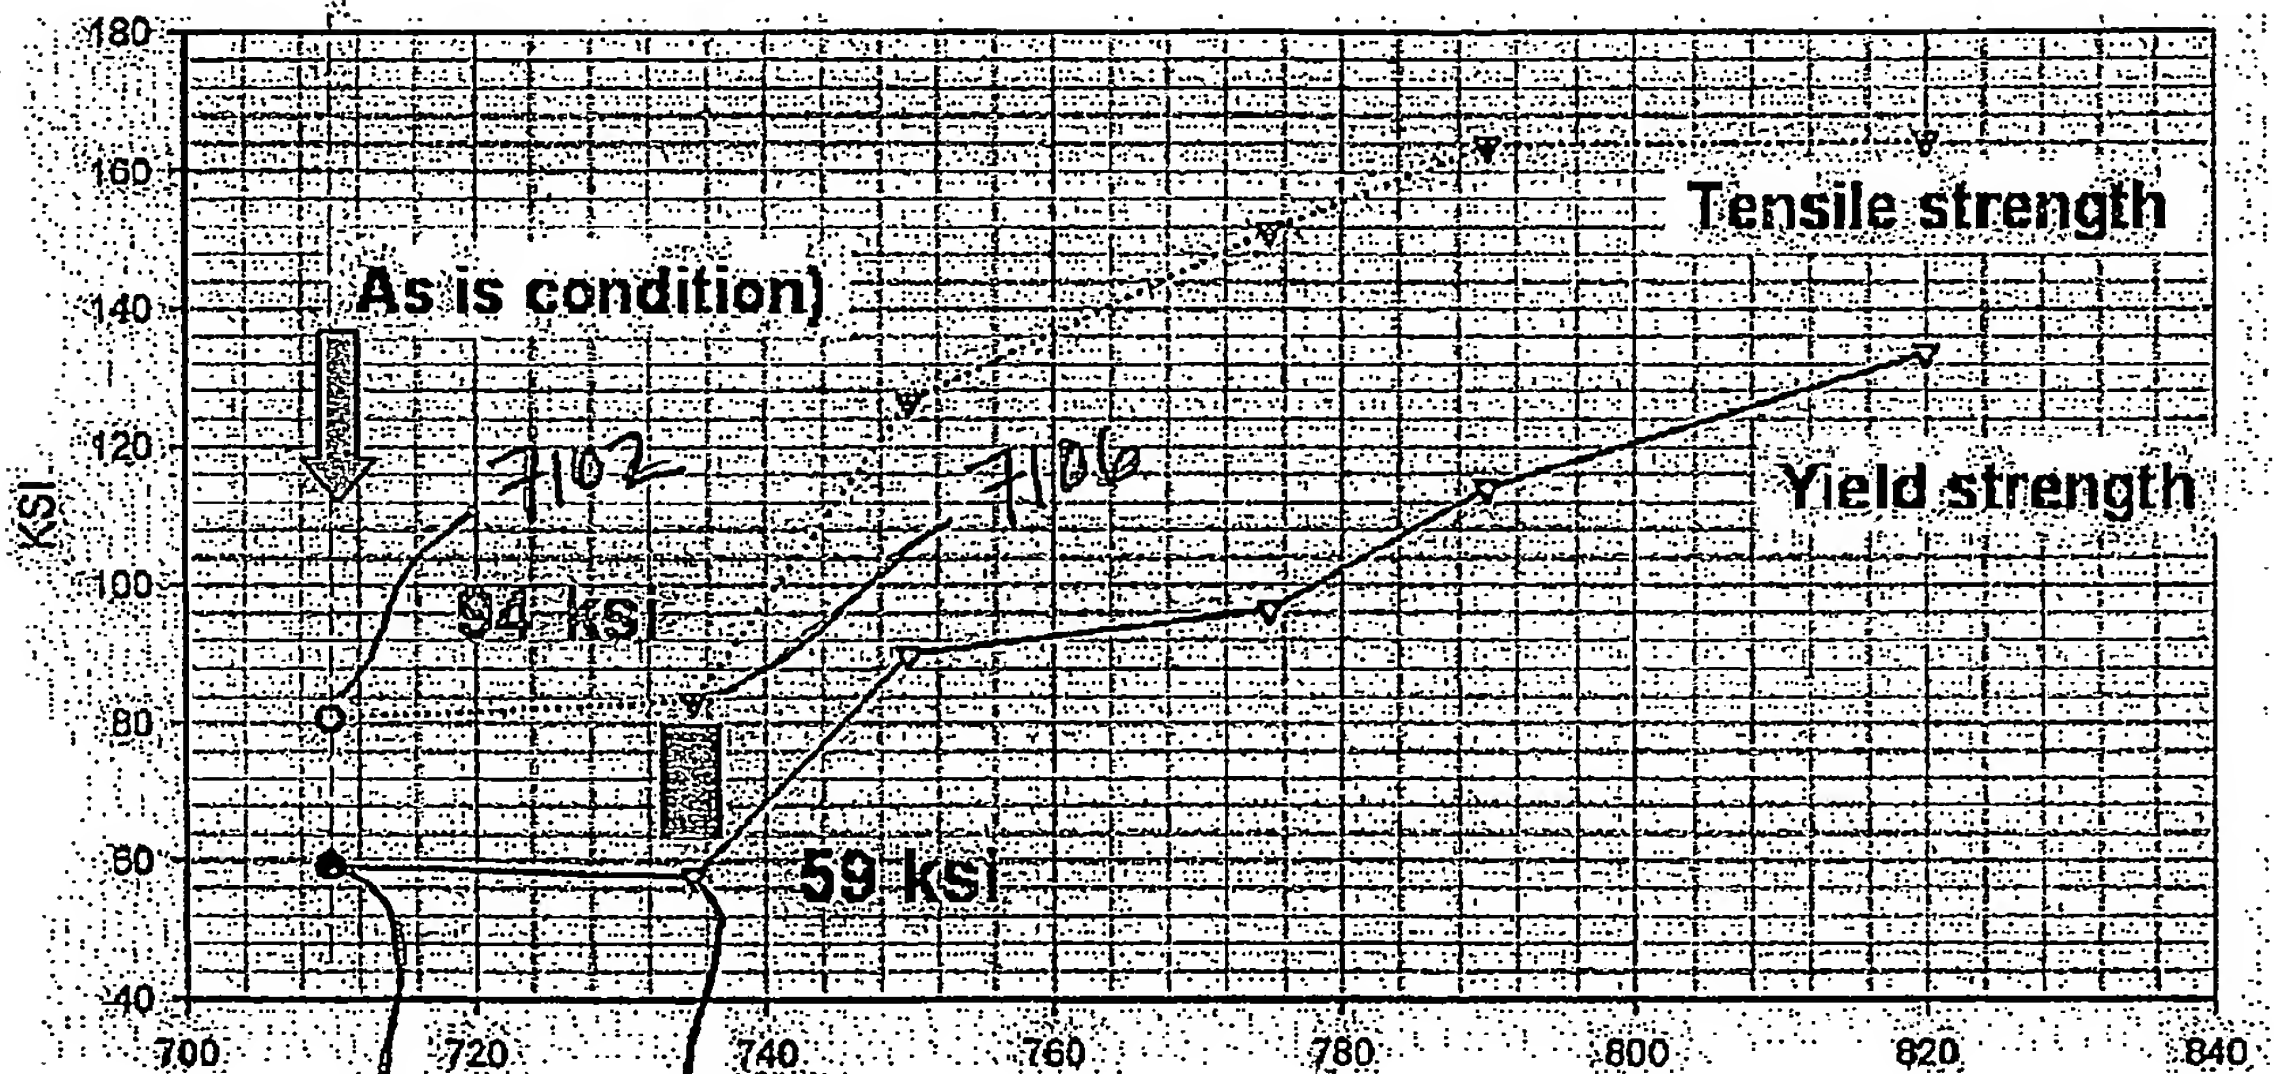 180
160
140
120
100
80
60
40
KSI
As is condition)
Tensile strength
7102
7106
Yield strength
94 ksi
59 ksi
700 720 740 760 780 800 820 840